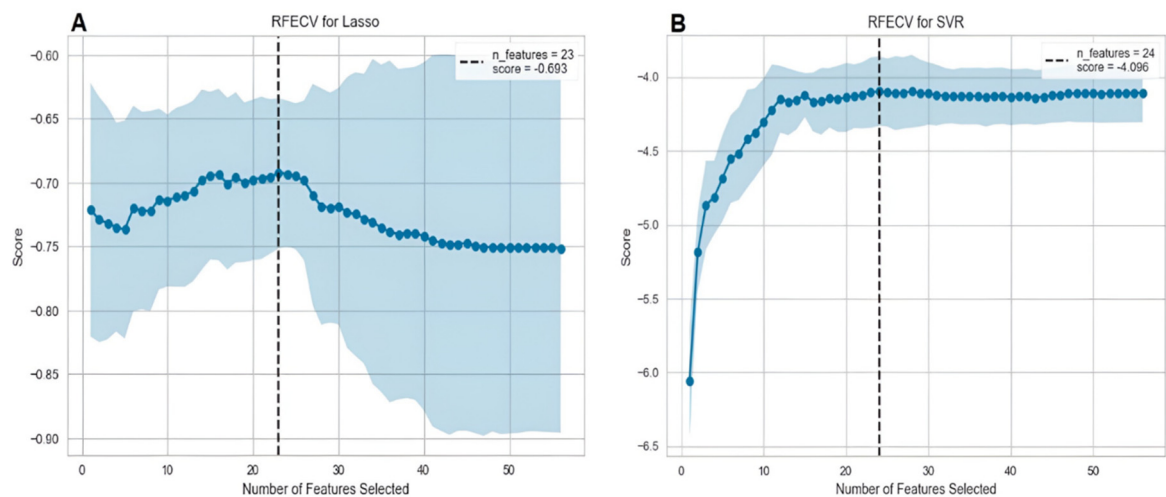 A
RFECV for Lasso
n_features = 23
score = -0.693
−0.60
−0.65
−0.70
−0.75
−0.80
−0.85
−0.90
Score
0 10 20 30 40 50
Number of Features Selected
B
RFECV for SVR
n_features = 24
score = -4.096
−4.0
−4.5
−5.0
−5.5
−6.0
−6.5
Score
0 10 20 30 40 50
Number of Features Selected